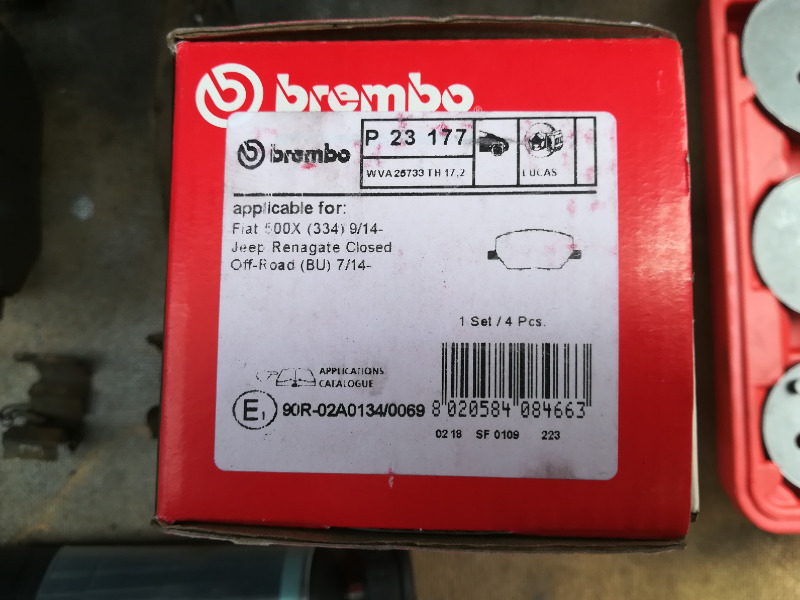 brembo
brembo
P 23 177
WVA 25733 TH 17,2
LUCAS
applicable for:
Fiat 500X (334) 9/14-
Jeep Renagate Closed
Off-Road (BU) 7/14-
1 Set / 4 Pcs.
APPLICATIONS
CATALOGUE
E1 90R-02A0134/0069
8 020584 084663
02 18 SF 0109 223